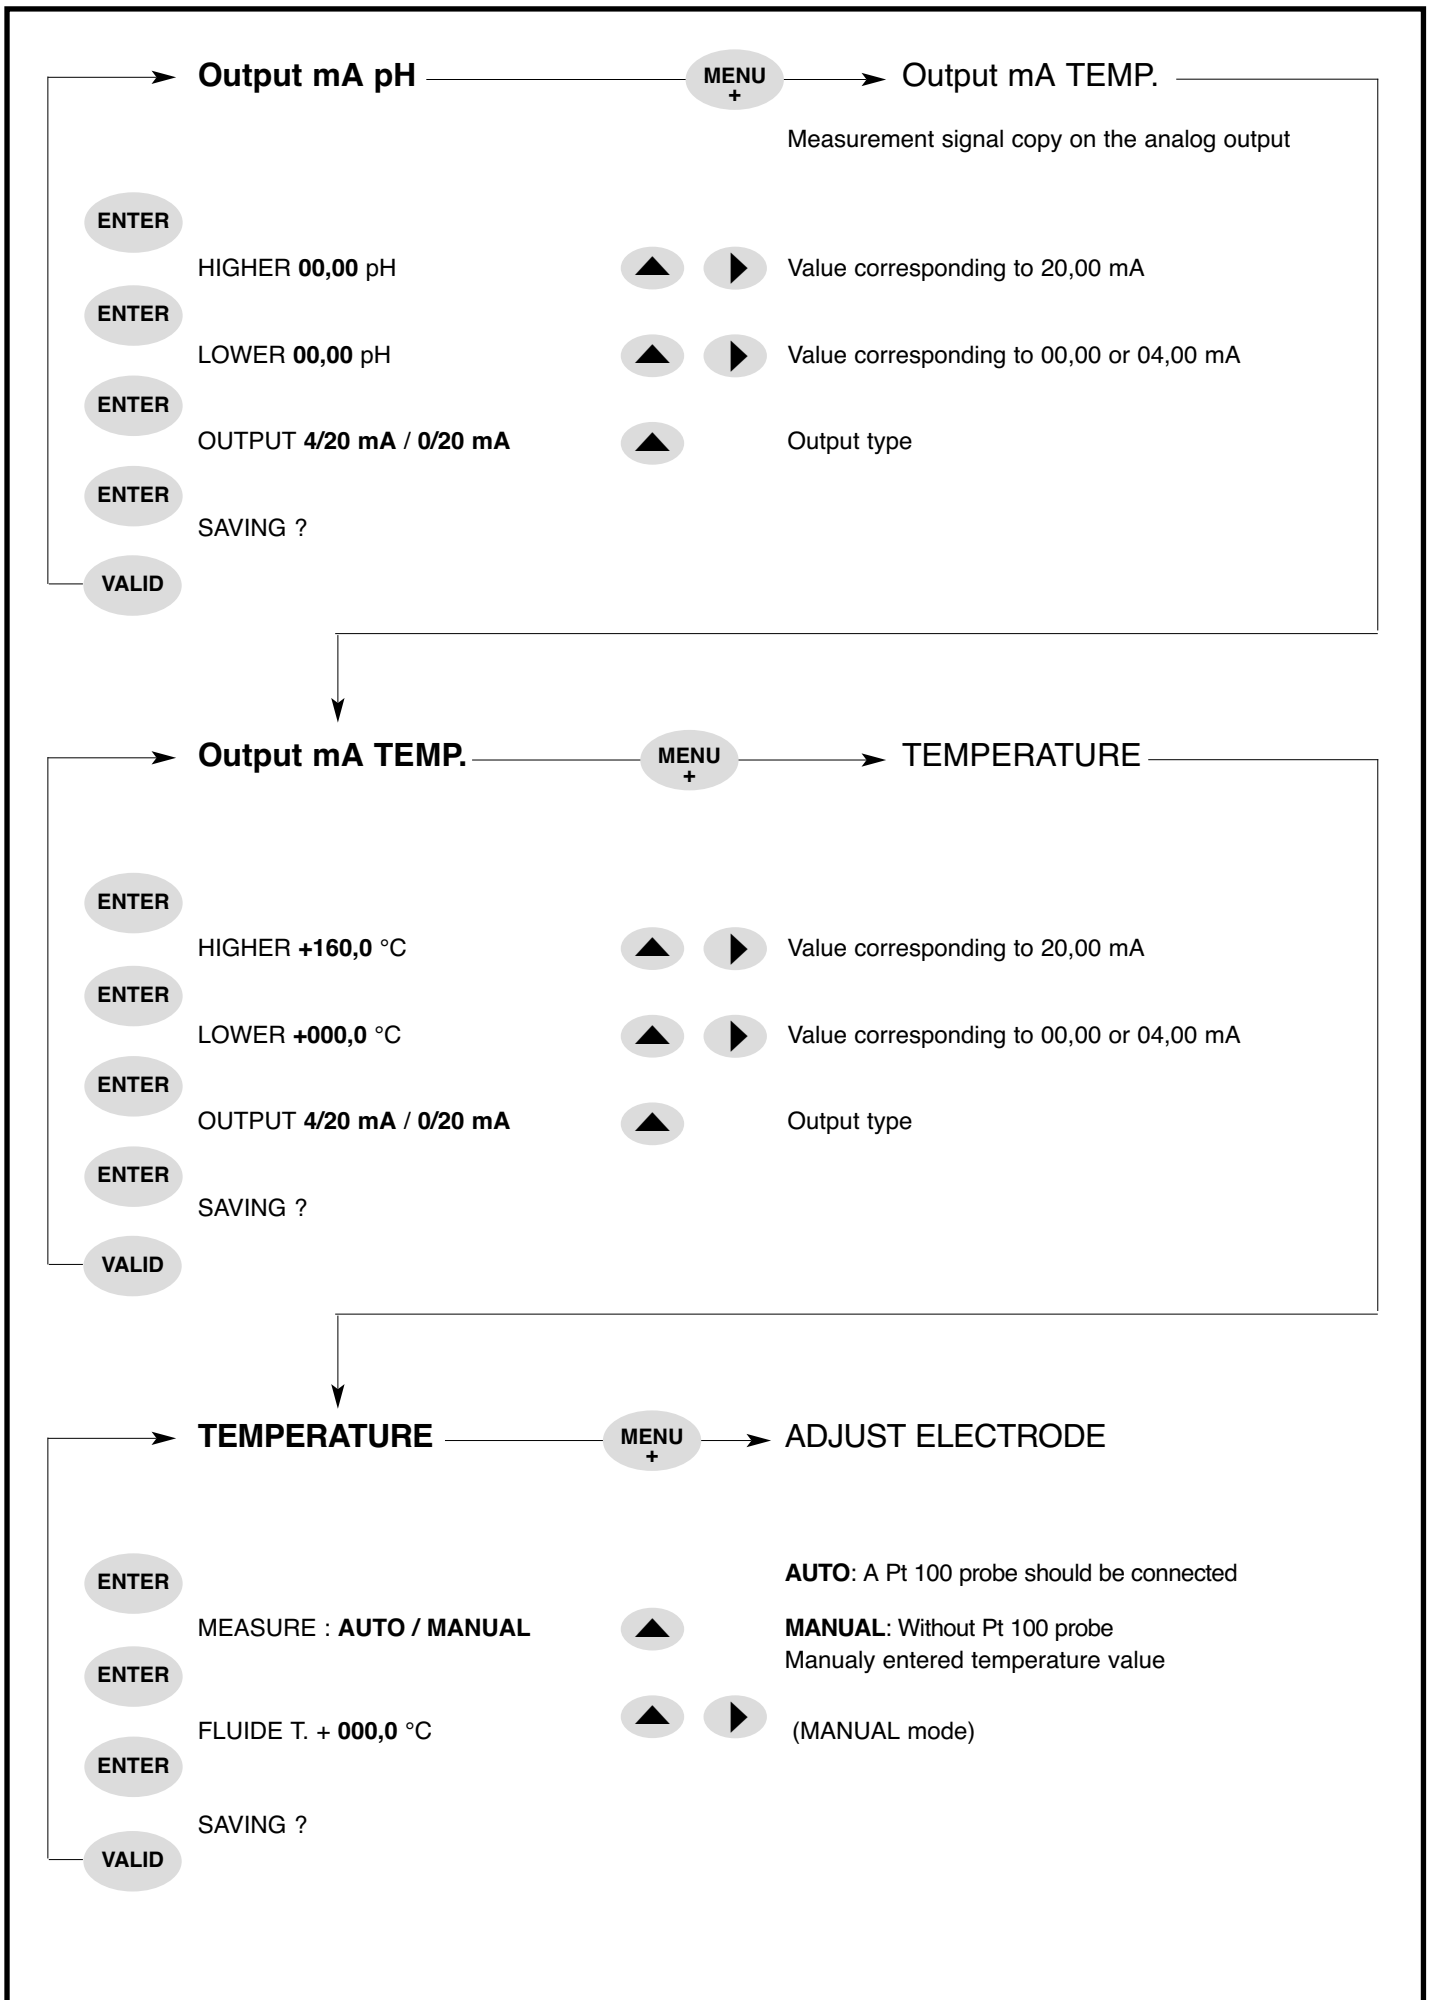 Output mA pH MENU + Output mA TEMP.
Measurement signal copy on the analog output
ENTER
HIGHER 00,00 pH Value corresponding to 20,00 mA
ENTER
LOWER 00,00 pH Value corresponding to 00,00 or 04,00 mA
ENTER
OUTPUT 4/20 mA / 0/20 mA Output type
ENTER
SAVING ?
VALID
Output mA TEMP. MENU + TEMPERATURE
ENTER
HIGHER +160,0 °C Value corresponding to 20,00 mA
ENTER
LOWER +000,0 °C Value corresponding to 00,00 or 04,00 mA
ENTER
OUTPUT 4/20 mA / 0/20 mA Output type
ENTER
SAVING ?
VALID
TEMPERATURE MENU + ADJUST ELECTRODE
AUTO: A Pt 100 probe should be connected
ENTER
MEASURE : AUTO / MANUAL MANUAL: Without Pt 100 probe
Manualy entered temperature value
ENTER
FLUIDE T. + 000,0 °C (MANUAL mode)
ENTER
SAVING ?
VALID